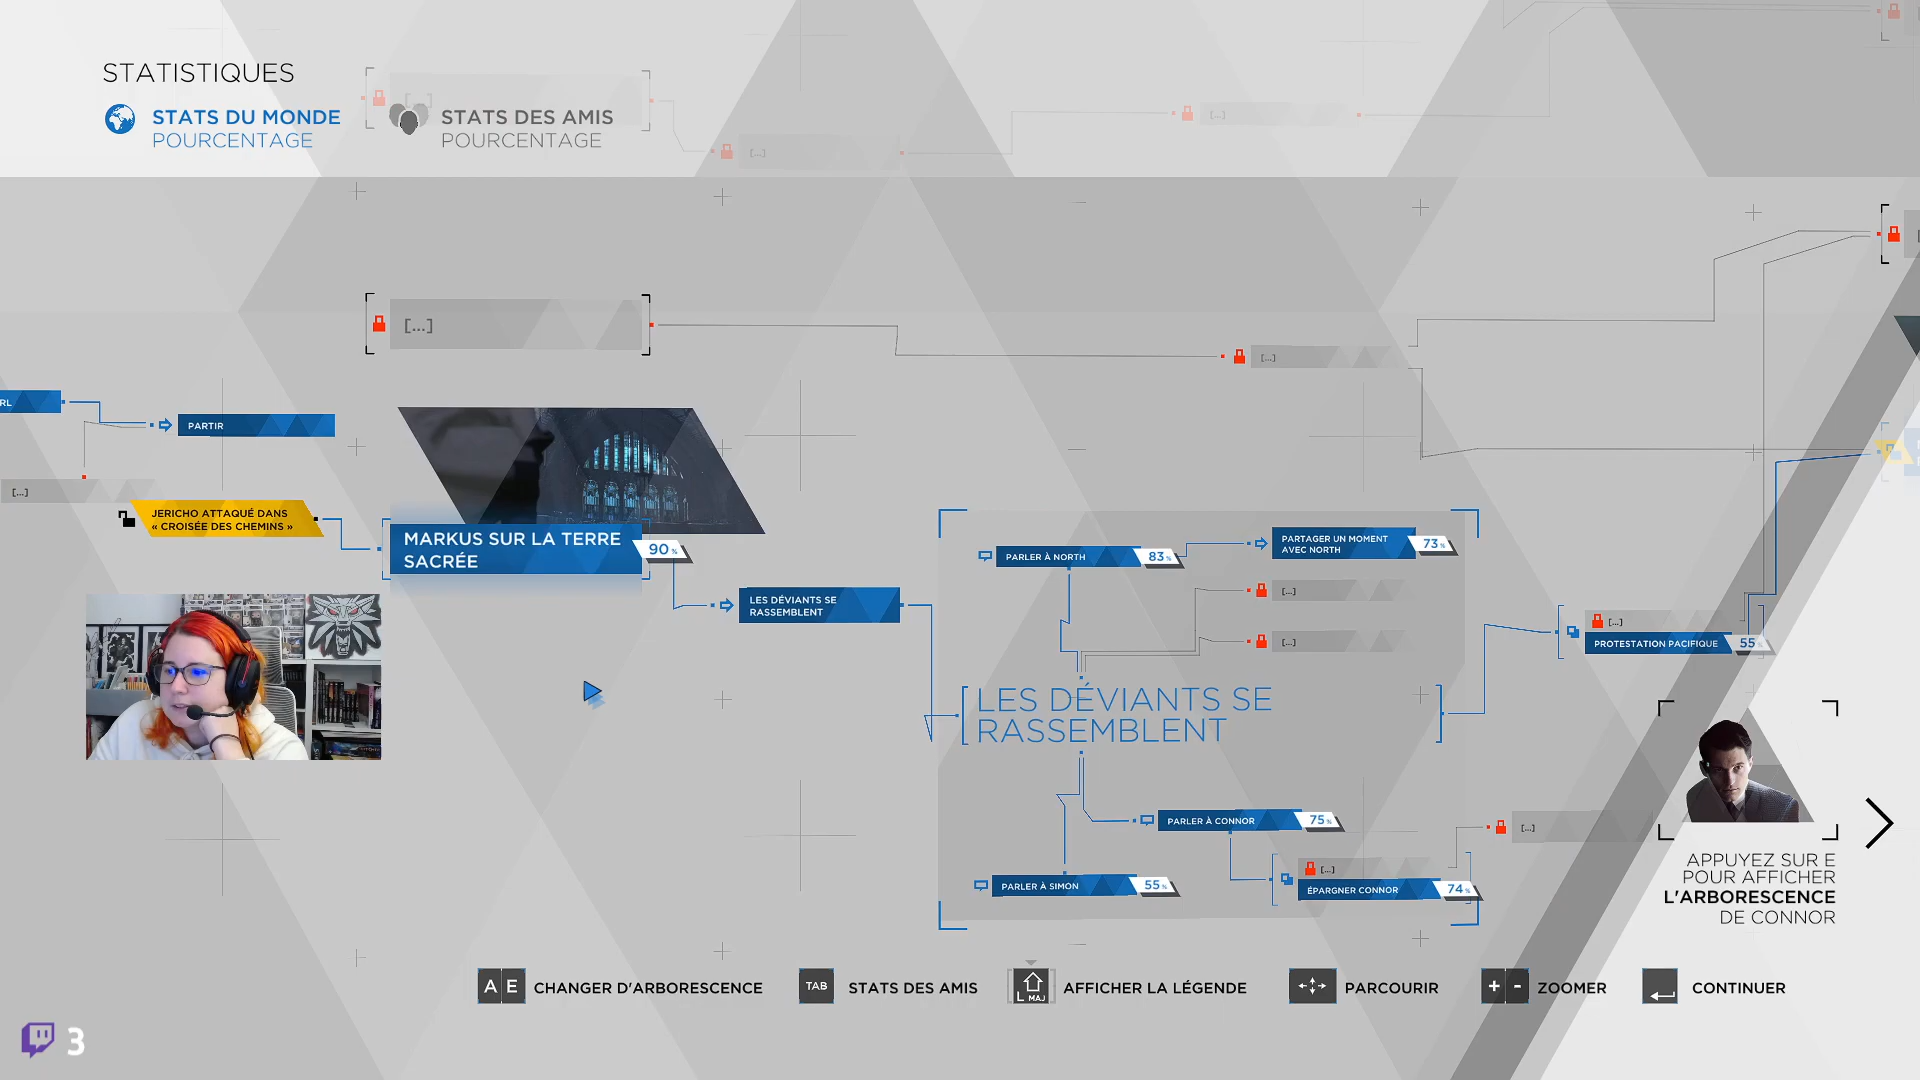 STATISTIQUES
STATS DU MONDE
POURCENTAGE
STATS DES AMIS
POURCENTAGE
[...]
[...]
[...]
[...]
[...]
RL
PARTIR
[...]
JERICHO ATTAQUÉ DANS
« CROISÉE DES CHEMINS »
MARKUS SUR LA TERRE
SACRÉE
90 %
LES DÉVIANTS SE
RASSEMBLENT
PARLER À NORTH
83 %
PARTAGER UN MOMENT
AVEC NORTH
73 %
[...]
[...]
LES DÉVIANTS SE
RASSEMBLENT
[...]
PROTESTATION PACIFIQUE
55
PARLER À CONNOR
75 %
[...]
[...]
PARLER À SIMON
55 %
ÉPARGNER CONNOR
74 %
APPUYEZ SUR E
POUR AFFICHER
L'ARBORESCENCE
DE CONNOR
A E
CHANGER D'ARBORESCENCE
TAB
STATS DES AMIS
L MAJ
AFFICHER LA LÉGENDE
PARCOURIR
+ -
ZOOMER
CONTINUER
3